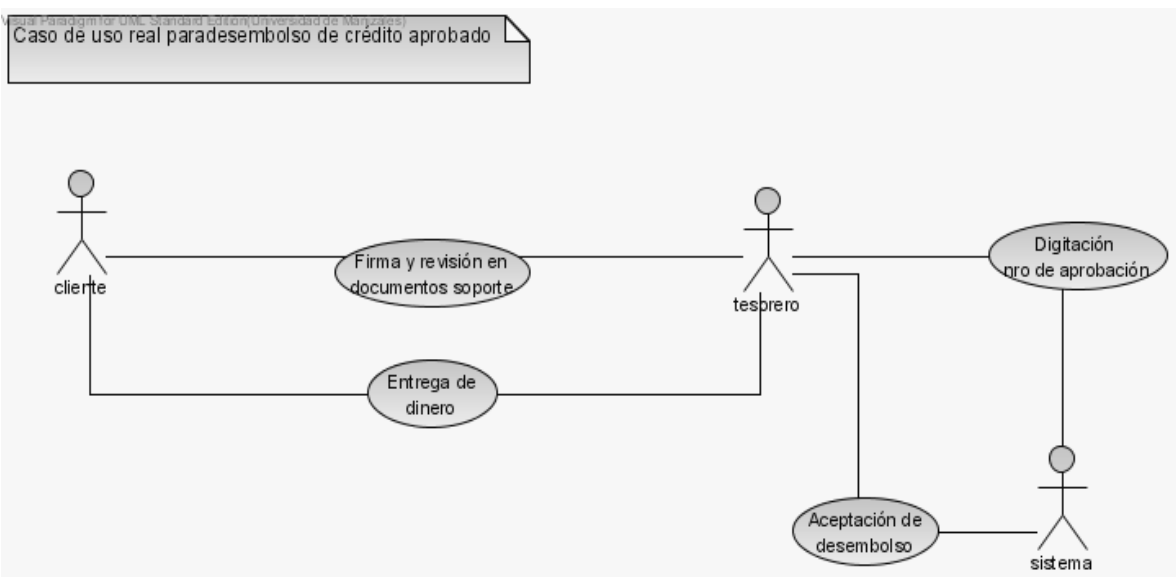 Visual Paradigm for UML Standard Edition(Universidad de Manizales)
Caso de uso real paradesembolso de crédito aprobado
cliente
Firma y revisión en
documentos soporte
tesorero
Digitación
nro de aprobación
Entrega de
dinero
Aceptación de
desembolso
sistema